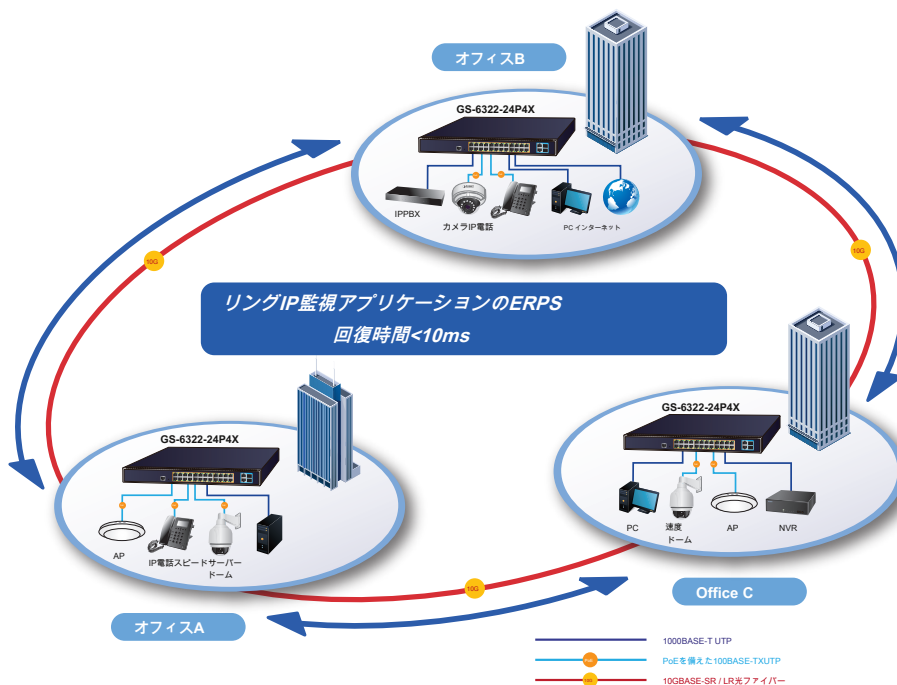 オフィスB
GS-6322-24P4X
IPPBX
カメラIP電話
PC インターネット
10G
10G
リングIP監視アプリケーションのERPS
回復時間<10ms
GS-6322-24P4X
AP
IP電話スピードサーバー
ドーム
オフィスA
GS-6322-24P4X
PC
速度
ドーム
AP
NVR
Office C
10G
1000BASE-T UTP
PoE
PoEを備えた100BASE-TXUTP
10G
10GBASE-SR / LR光ファイバー